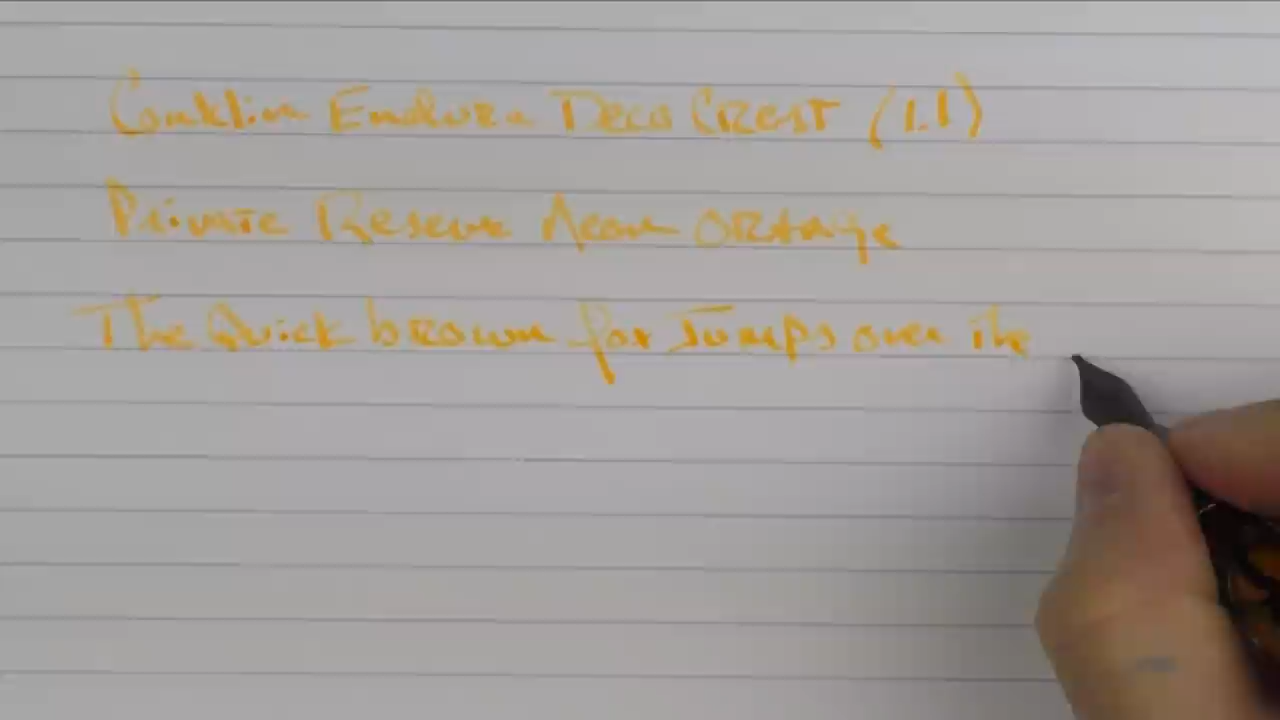 Conklin Endura Deco Crest (1.1)
Private Reserve Neon Orange
The Quick brown fox Jumps over the